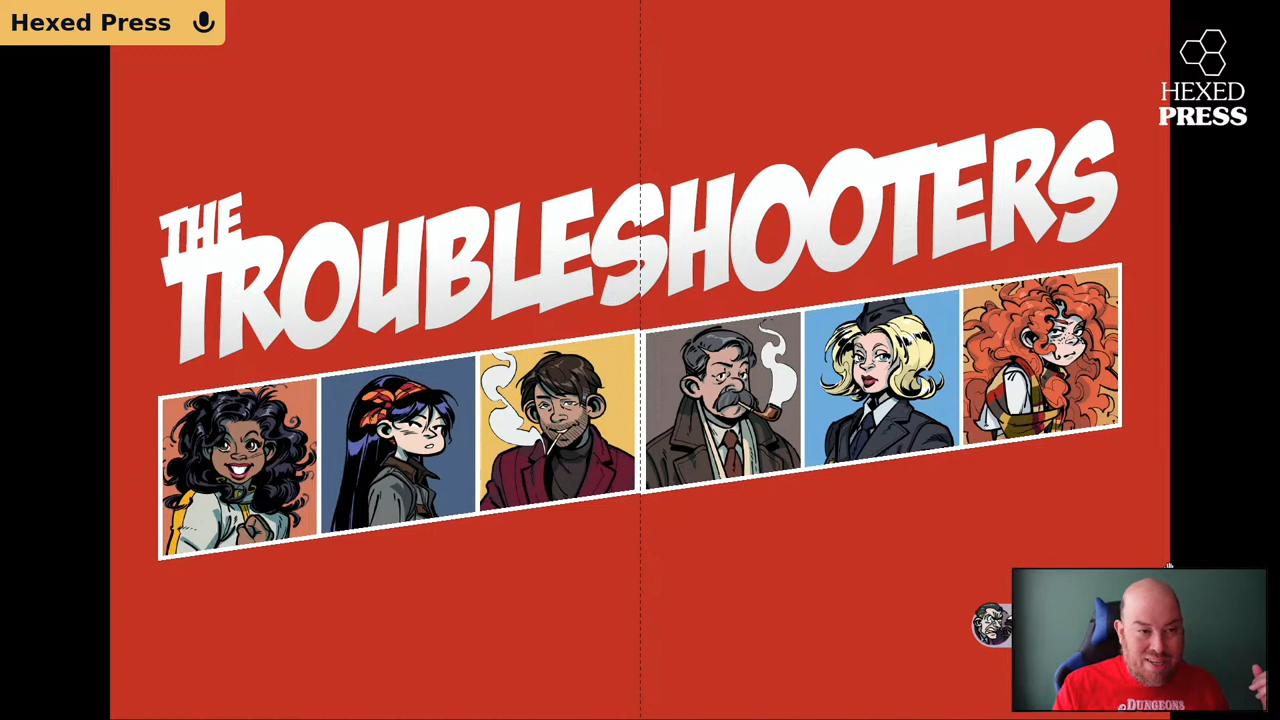 Hexed Press
HEXED
PRESS
THE
TROUBLESHOOTERS
DUNGEONS